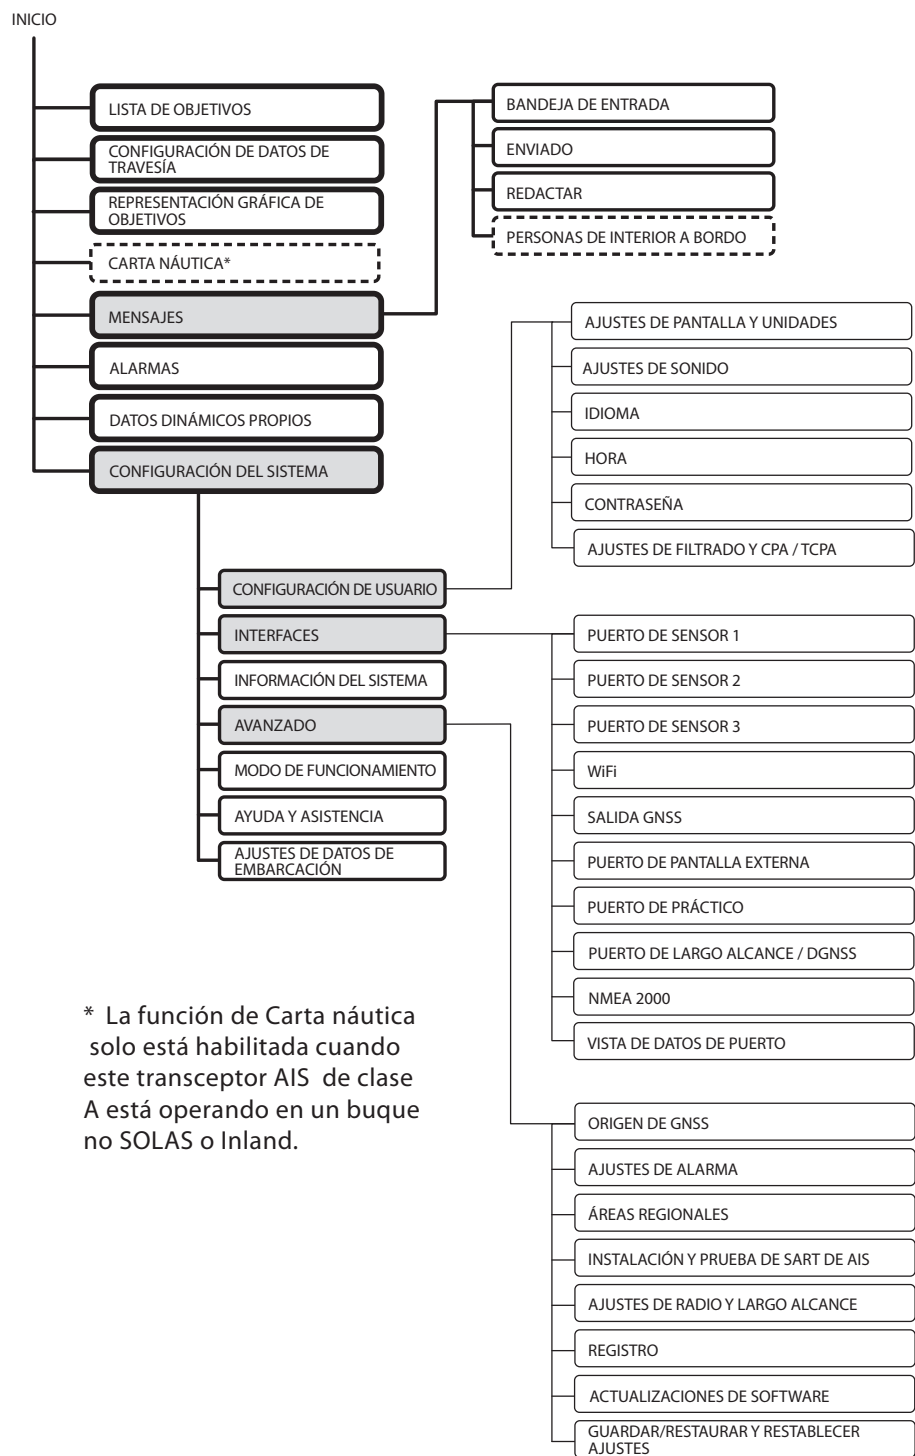 INICIO
LISTA DE OBJETIVOS
CONFIGURACIÓN DE DATOS DE
TRAVESÍA
REPRESENTACIÓN GRÁFICA DE
OBJETIVOS
CARTA NÁUTICA*
MENSAJES
ALARMAS
DATOS DINÁMICOS PROPIOS
CONFIGURACIÓN DEL SISTEMA
BANDEJA DE ENTRADA
ENVIADO
REDACTAR
PERSONAS DE INTERIOR A BORDO
CONFIGURACIÓN DE USUARIO
INTERFACES
INFORMACIÓN DEL SISTEMA
AVANZADO
MODO DE FUNCIONAMIENTO
AYUDA Y ASISTENCIA
AJUSTES DE DATOS DE
EMBARCACIÓN
AJUSTES DE PANTALLA Y UNIDADES
AJUSTES DE SONIDO
IDIOMA
HORA
CONTRASEÑA
AJUSTES DE FILTRADO Y CPA / TCPA
PUERTO DE SENSOR 1
PUERTO DE SENSOR 2
PUERTO DE SENSOR 3
WiFi
SALIDA GNSS
PUERTO DE PANTALLA EXTERNA
PUERTO DE PRÁCTICO
PUERTO DE LARGO ALCANCE / DGNSS
NMEA 2000
VISTA DE DATOS DE PUERTO
ORIGEN DE GNSS
AJUSTES DE ALARMA
ÁREAS REGIONALES
INSTALACIÓN Y PRUEBA DE SART DE AIS
AJUSTES DE RADIO Y LARGO ALCANCE
REGISTRO
ACTUALIZACIONES DE SOFTWARE
GUARDAR/RESTAURAR Y RESTABLECER
AJUSTES
* La función de Carta náutica
solo está habilitada cuando
este transceptor AIS de clase
A está operando en un buque
no SOLAS o Inland.